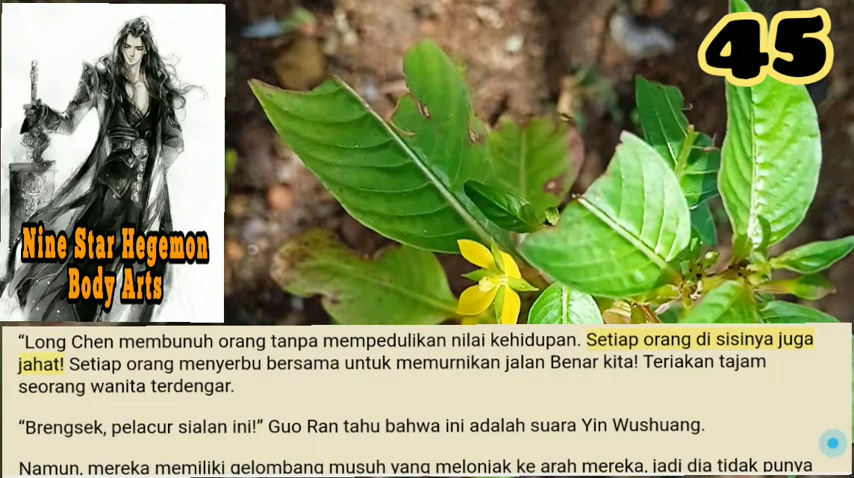 45
Nine Star Hegemon
Body Arts
“Long Chen membunuh orang tanpa mempedulikan nilai kehidupan. Setiap orang di sisinya juga
jahat! Setiap orang menyerbu bersama untuk memurnikan jalan Benar kita! Teriakan tajam
seorang wanita terdengar.
“Brengsek, pelacur sialan ini!” Guo Ran tahu bahwa ini adalah suara Yin Wushuang.
Namun, mereka memiliki gelombang musuh yang melonjak ke arah mereka, jadi dia tidak punya